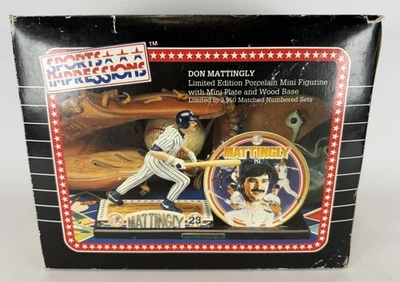 SPORTS
IMPRESSIONS
TM
DON MATTINGLY
Limited Edition Porcelain Mini Figurine
with Mini Plate and Wood Base
Limited to 3,950 Matched Numbered Sets
MATTINGLY
MATTINGLY 23